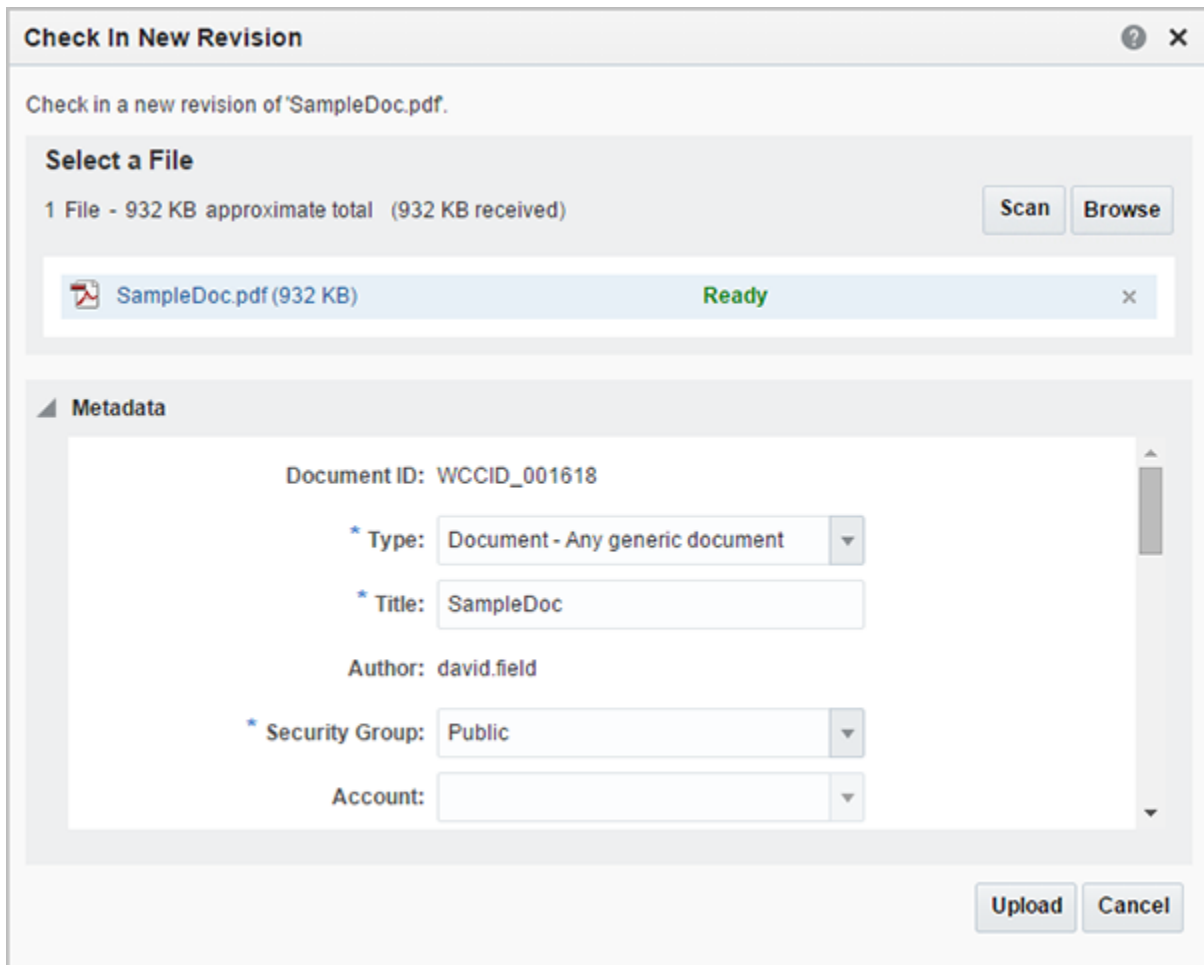 Check In New Revision
Check in a new revision of 'SampleDoc.pdf'.
Select a File
1 File - 932 KB approximate total (932 KB received)
Scan
Browse
SampleDoc.pdf (932 KB)
Ready
Metadata
Document ID: WCCID_001618
* Type: Document - Any generic document
* Title: SampleDoc
Author: david.field
* Security Group: Public
Account:
Upload
Cancel